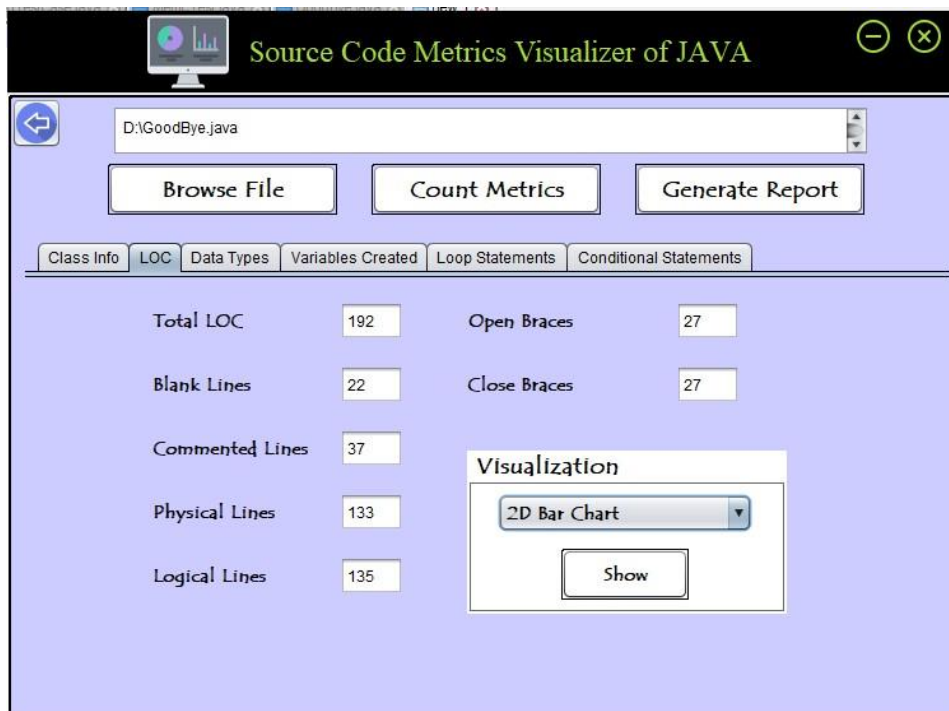 Source Code Metrics Visualizer of JAVA
D:\GoodBye.java
Browse File Count Metrics Generate Report
Class Info LOC Data Types Variables Created Loop Statements Conditional Statements
Total LOC 192 Open Braces 27
Blank Lines 22 Close Braces 27
Commented Lines 37
Visualization
Physical Lines 133 2D Bar Chart
Logical Lines 135 Show